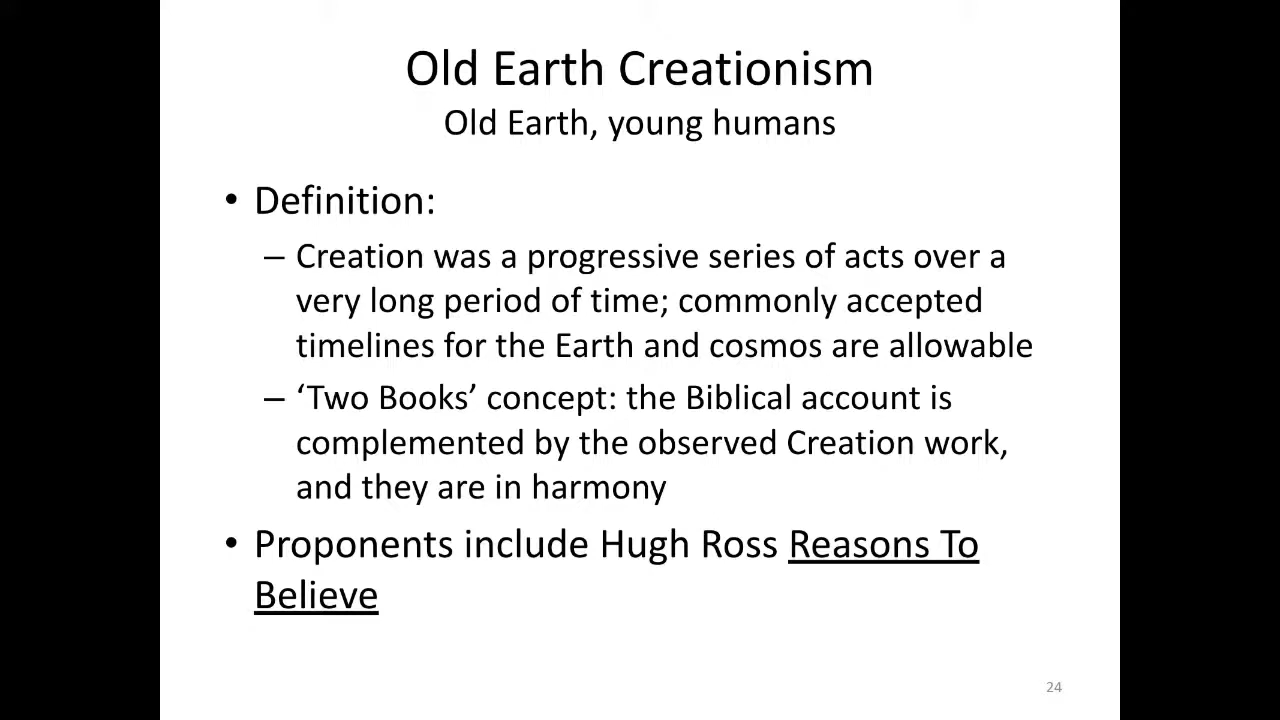 Old Earth Creationism
Old Earth, young humans
• Definition:
– Creation was a progressive series of acts over a
very long period of time; commonly accepted
timelines for the Earth and cosmos are allowable
– ‘Two Books’ concept: the Biblical account is
complemented by the observed Creation work,
and they are in harmony
• Proponents include Hugh Ross Reasons To
Believe
24